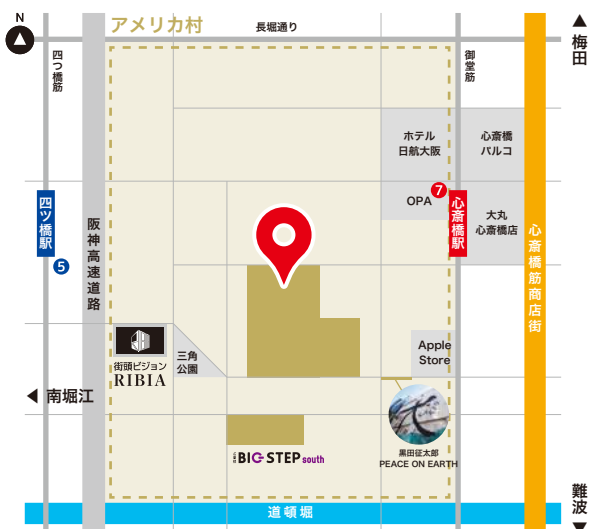 N
アメリカ村
長堀通り
梅田
四つ橋筋
御堂筋
ホテル
日航大阪
心斎橋
パルコ
四ツ橋駅
5
阪神高速道路
OPA
7
心斎橋駅
大丸
心斎橋店
心斎橋筋商店街
Apple
Store
三角
公園
街頭ビジョン
RIBIA
南堀江
BIG STEP south
黒田征太郎
PEACE ON EARTH
難波
道頓堀